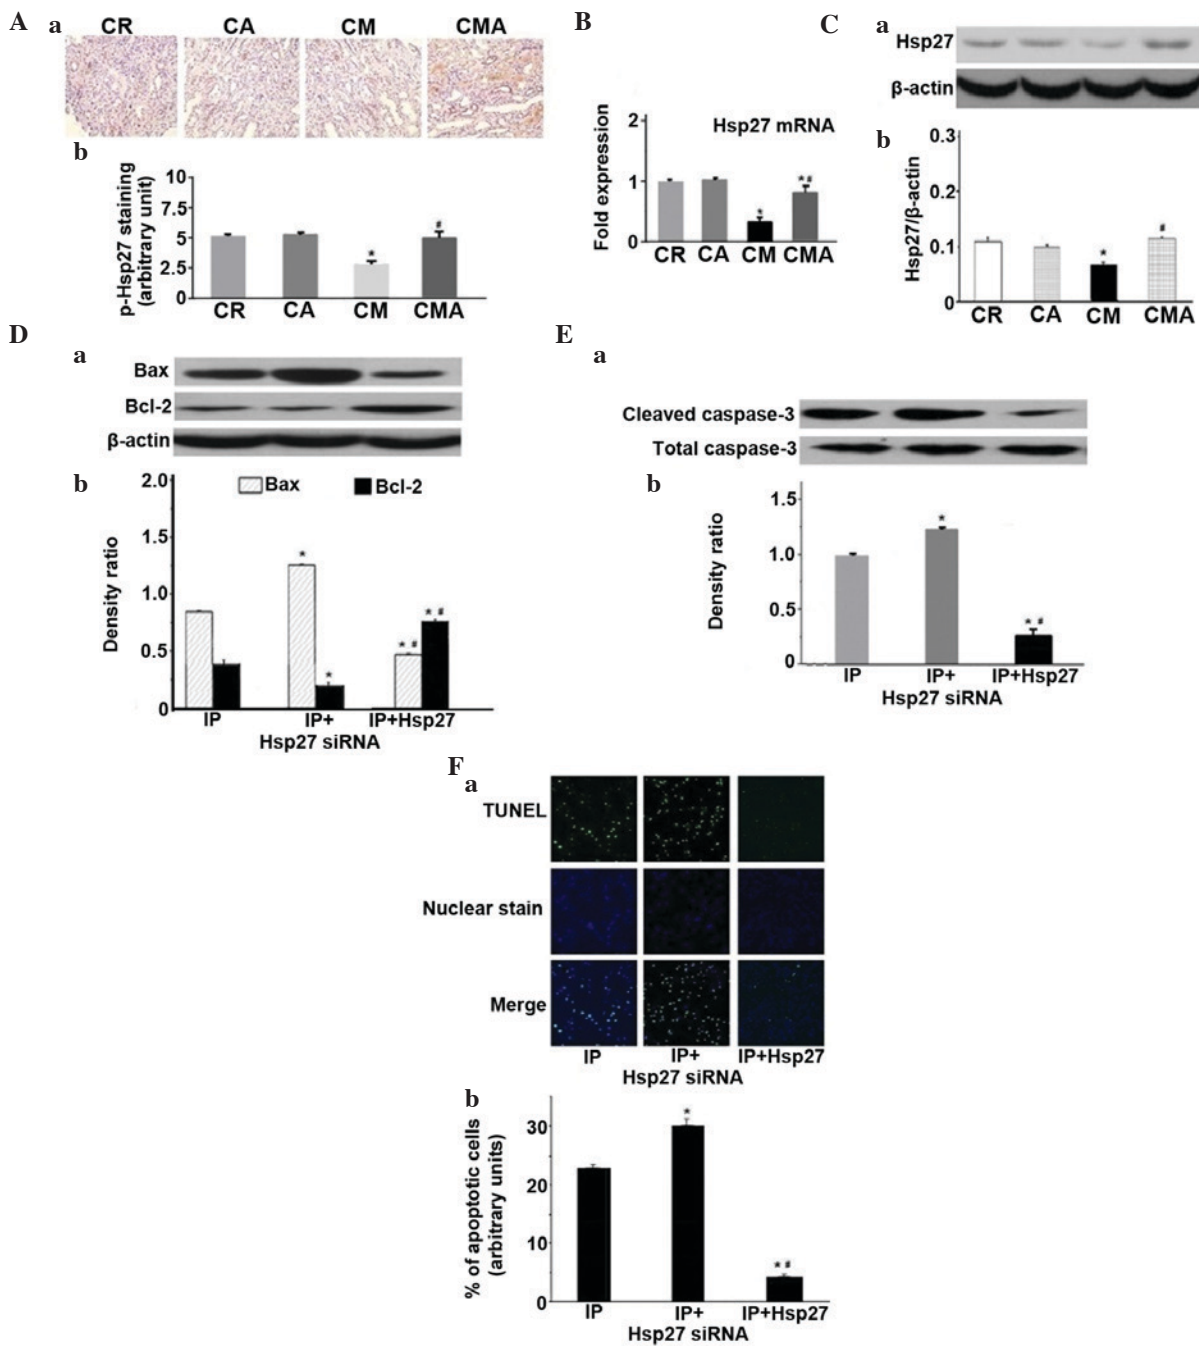 A
a
CR CA CM CMA
b
p-Hsp27 staining
(arbitrary unit)
10
7.5
5
2.5
0
*
#
CR CA CM CMA
B
Hsp27 mRNA
Fold expression
2
1
0
*
*#
CR CA CM CMA
C
a
Hsp27
β-actin
b
Hsp27/β-actin
0.3
0.2
0.1
0
*
#
CR CA CM CMA
D
a
Bax
Bcl-2
β-actin
b
Density ratio
2.0
1.5
1.0
0.5
0
Bax Bcl-2
*
*
* #
* #
IP IP+ IP+Hsp27
Hsp27 siRNA
E
a
Cleaved caspase-3
Total caspase-3
b
Density ratio
1.5
1.0
0.5
0
*
* #
IP IP+ IP+Hsp27
Hsp27 siRNA
F
a
TUNEL
Nuclear stain
Merge
IP IP+ IP+Hsp27
Hsp27 siRNA
b
% of apoptotic cells
(arbitrary units)
30
20
10
0
*
* #
IP IP+ IP+Hsp27
Hsp27 siRNA